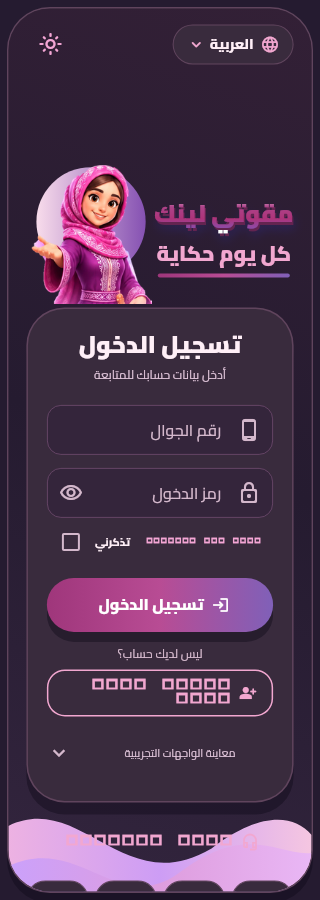 العربية
مقوتي لينك
كل يوم حكاية
تسجيل الدخول
أدخل بيانات حسابك للمتابعة
رقم الجوال
رمز الدخول
تذكرني
تسجيل الدخول
ليس لديك حساب؟
معاينة الواجهات التجريبية